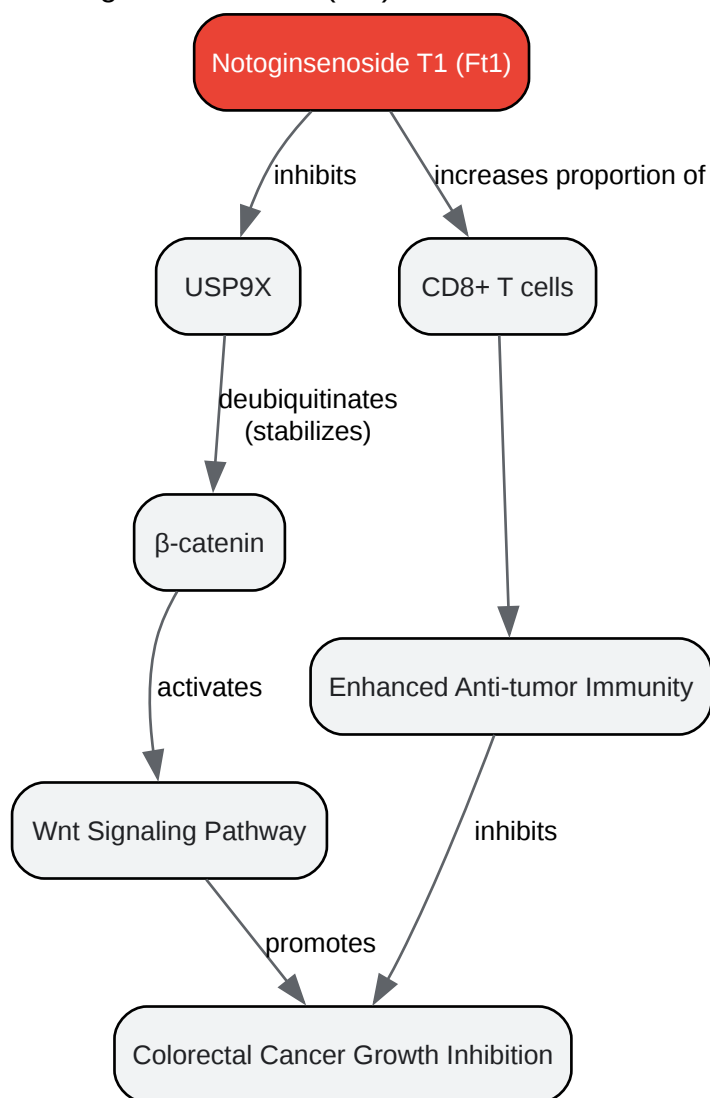 Notoginsenoside T1 (Ft1)
inhibits
increases proportion of
USP9X
CD8+ T cells
deubiquitinates
(stabilizes)
β-catenin
activates
Enhanced Anti-tumor Immunity
Wnt Signaling Pathway
inhibits
promotes
Colorectal Cancer Growth Inhibition